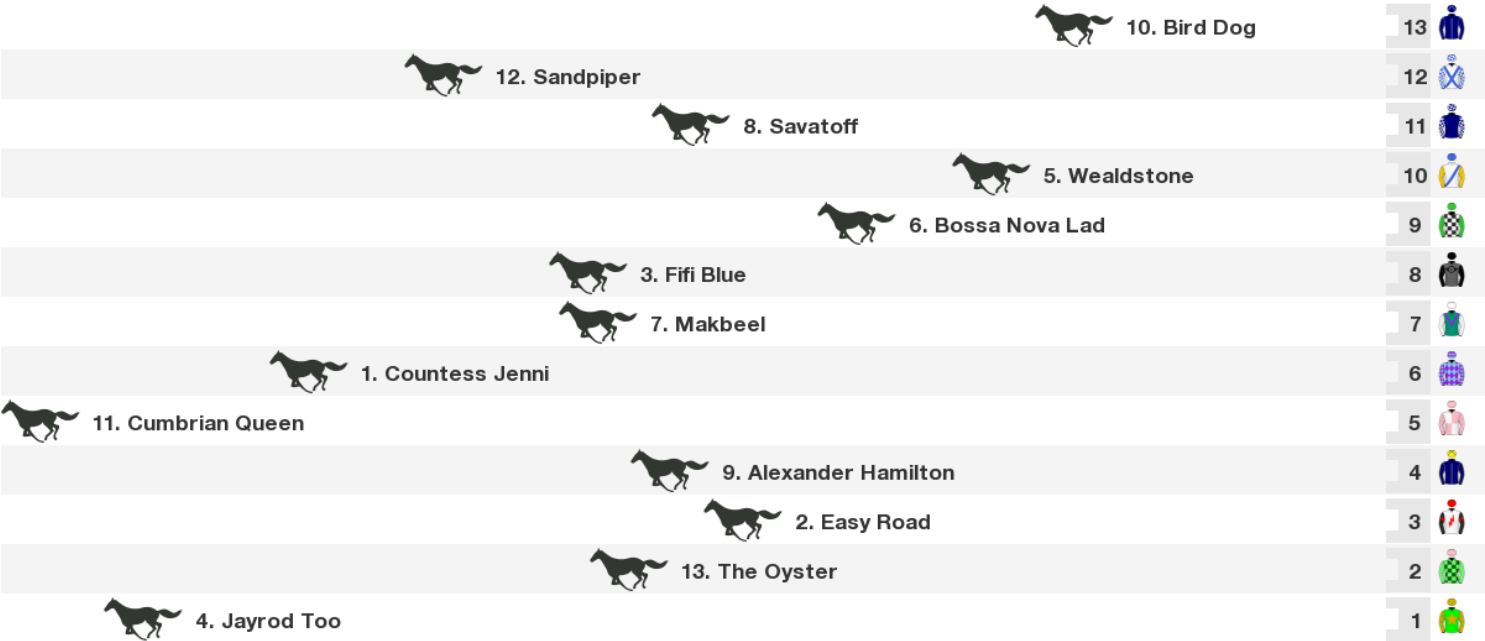 10. Bird Dog 13
12. Sandpiper 12
8. Savatoff 11
5. Wealdstone 10
6. Bossa Nova Lad 9
3. Fifi Blue 8
7. Makbeel 7
1. Countess Jenni 6
11. Cumbrian Queen 5
9. Alexander Hamilton 4
2. Easy Road 3
13. The Oyster 2
4. Jayrod Too 1